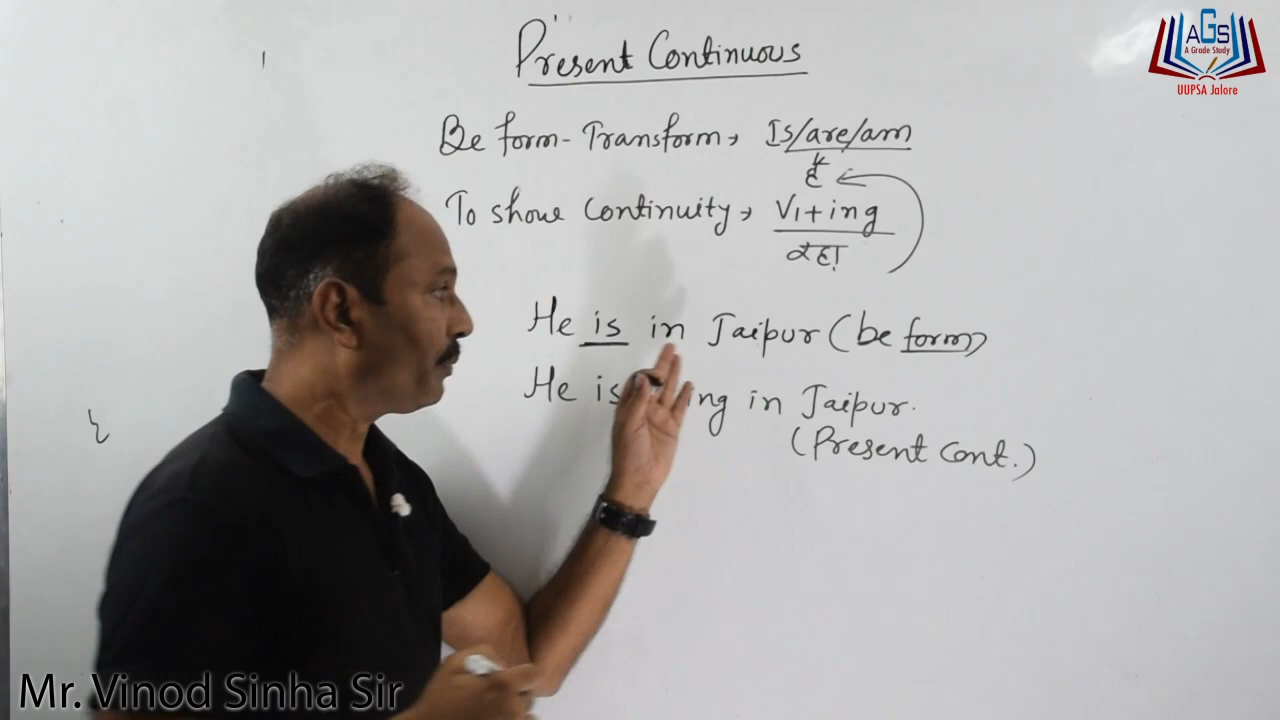 Present Continuous
Be form - Transform, Is/are/am
है
To show Continuity, V1+ing
रहा
He is in Jaipur (be form)
He is ing in Jaipur.
(Present Cont.)
AGS
A Grade Study
UUPSA Jalore
Mr. Vinod Sinha Sir